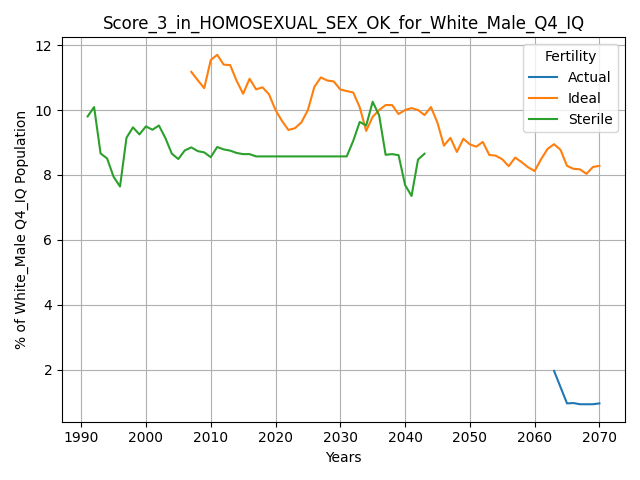 Score_3_in_HOMOSEXUAL_SEX_OK_for_White_Male_Q4_IQ
% of White_Male Q4_IQ Population
12
10
8
6
4
2
Fertility
Actual
Ideal
Sterile
1990 2000 2010 2020 2030 2040 2050 2060 2070
Years